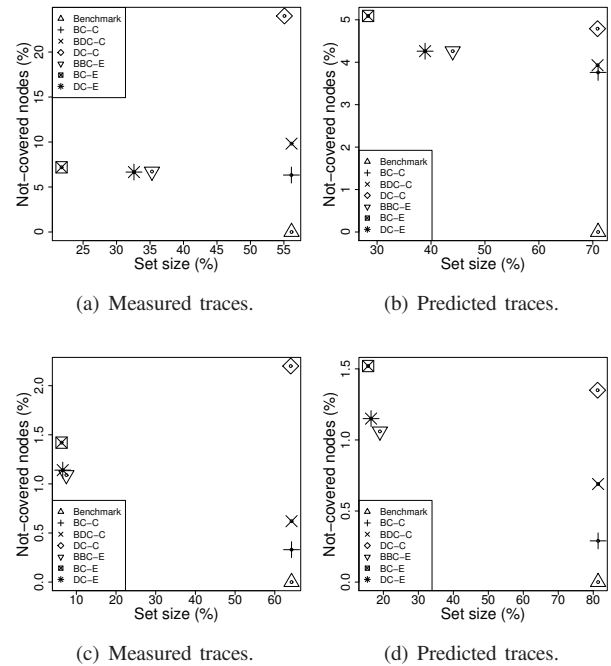 Not−covered nodes (%)
0 5 10 15 20
Benchmark
BC−C
BDC−C
DC−C
BBC−E
BC−E
DC−E
25 30 35 40 45 50 55
Set size (%)
(a) Measured traces.
Not−covered nodes (%)
0 1 2 3 4 5
Benchmark
BC−C
BDC−C
DC−C
BBC−E
BC−E
DC−E
30 40 50 60 70
Set size (%)
(b) Predicted traces.
Not−covered nodes (%)
0.0 0.5 1.0 1.5 2.0
Benchmark
BC−C
BDC−C
DC−C
BBC−E
BC−E
DC−E
10 20 30 40 50 60
Set size (%)
(c) Measured traces.
Not−covered nodes (%)
0.0 0.5 1.0 1.5
Benchmark
BC−C
BDC−C
DC−C
BBC−E
BC−E
DC−E
20 30 40 50 60 70 80
Set size (%)
(d) Predicted traces.